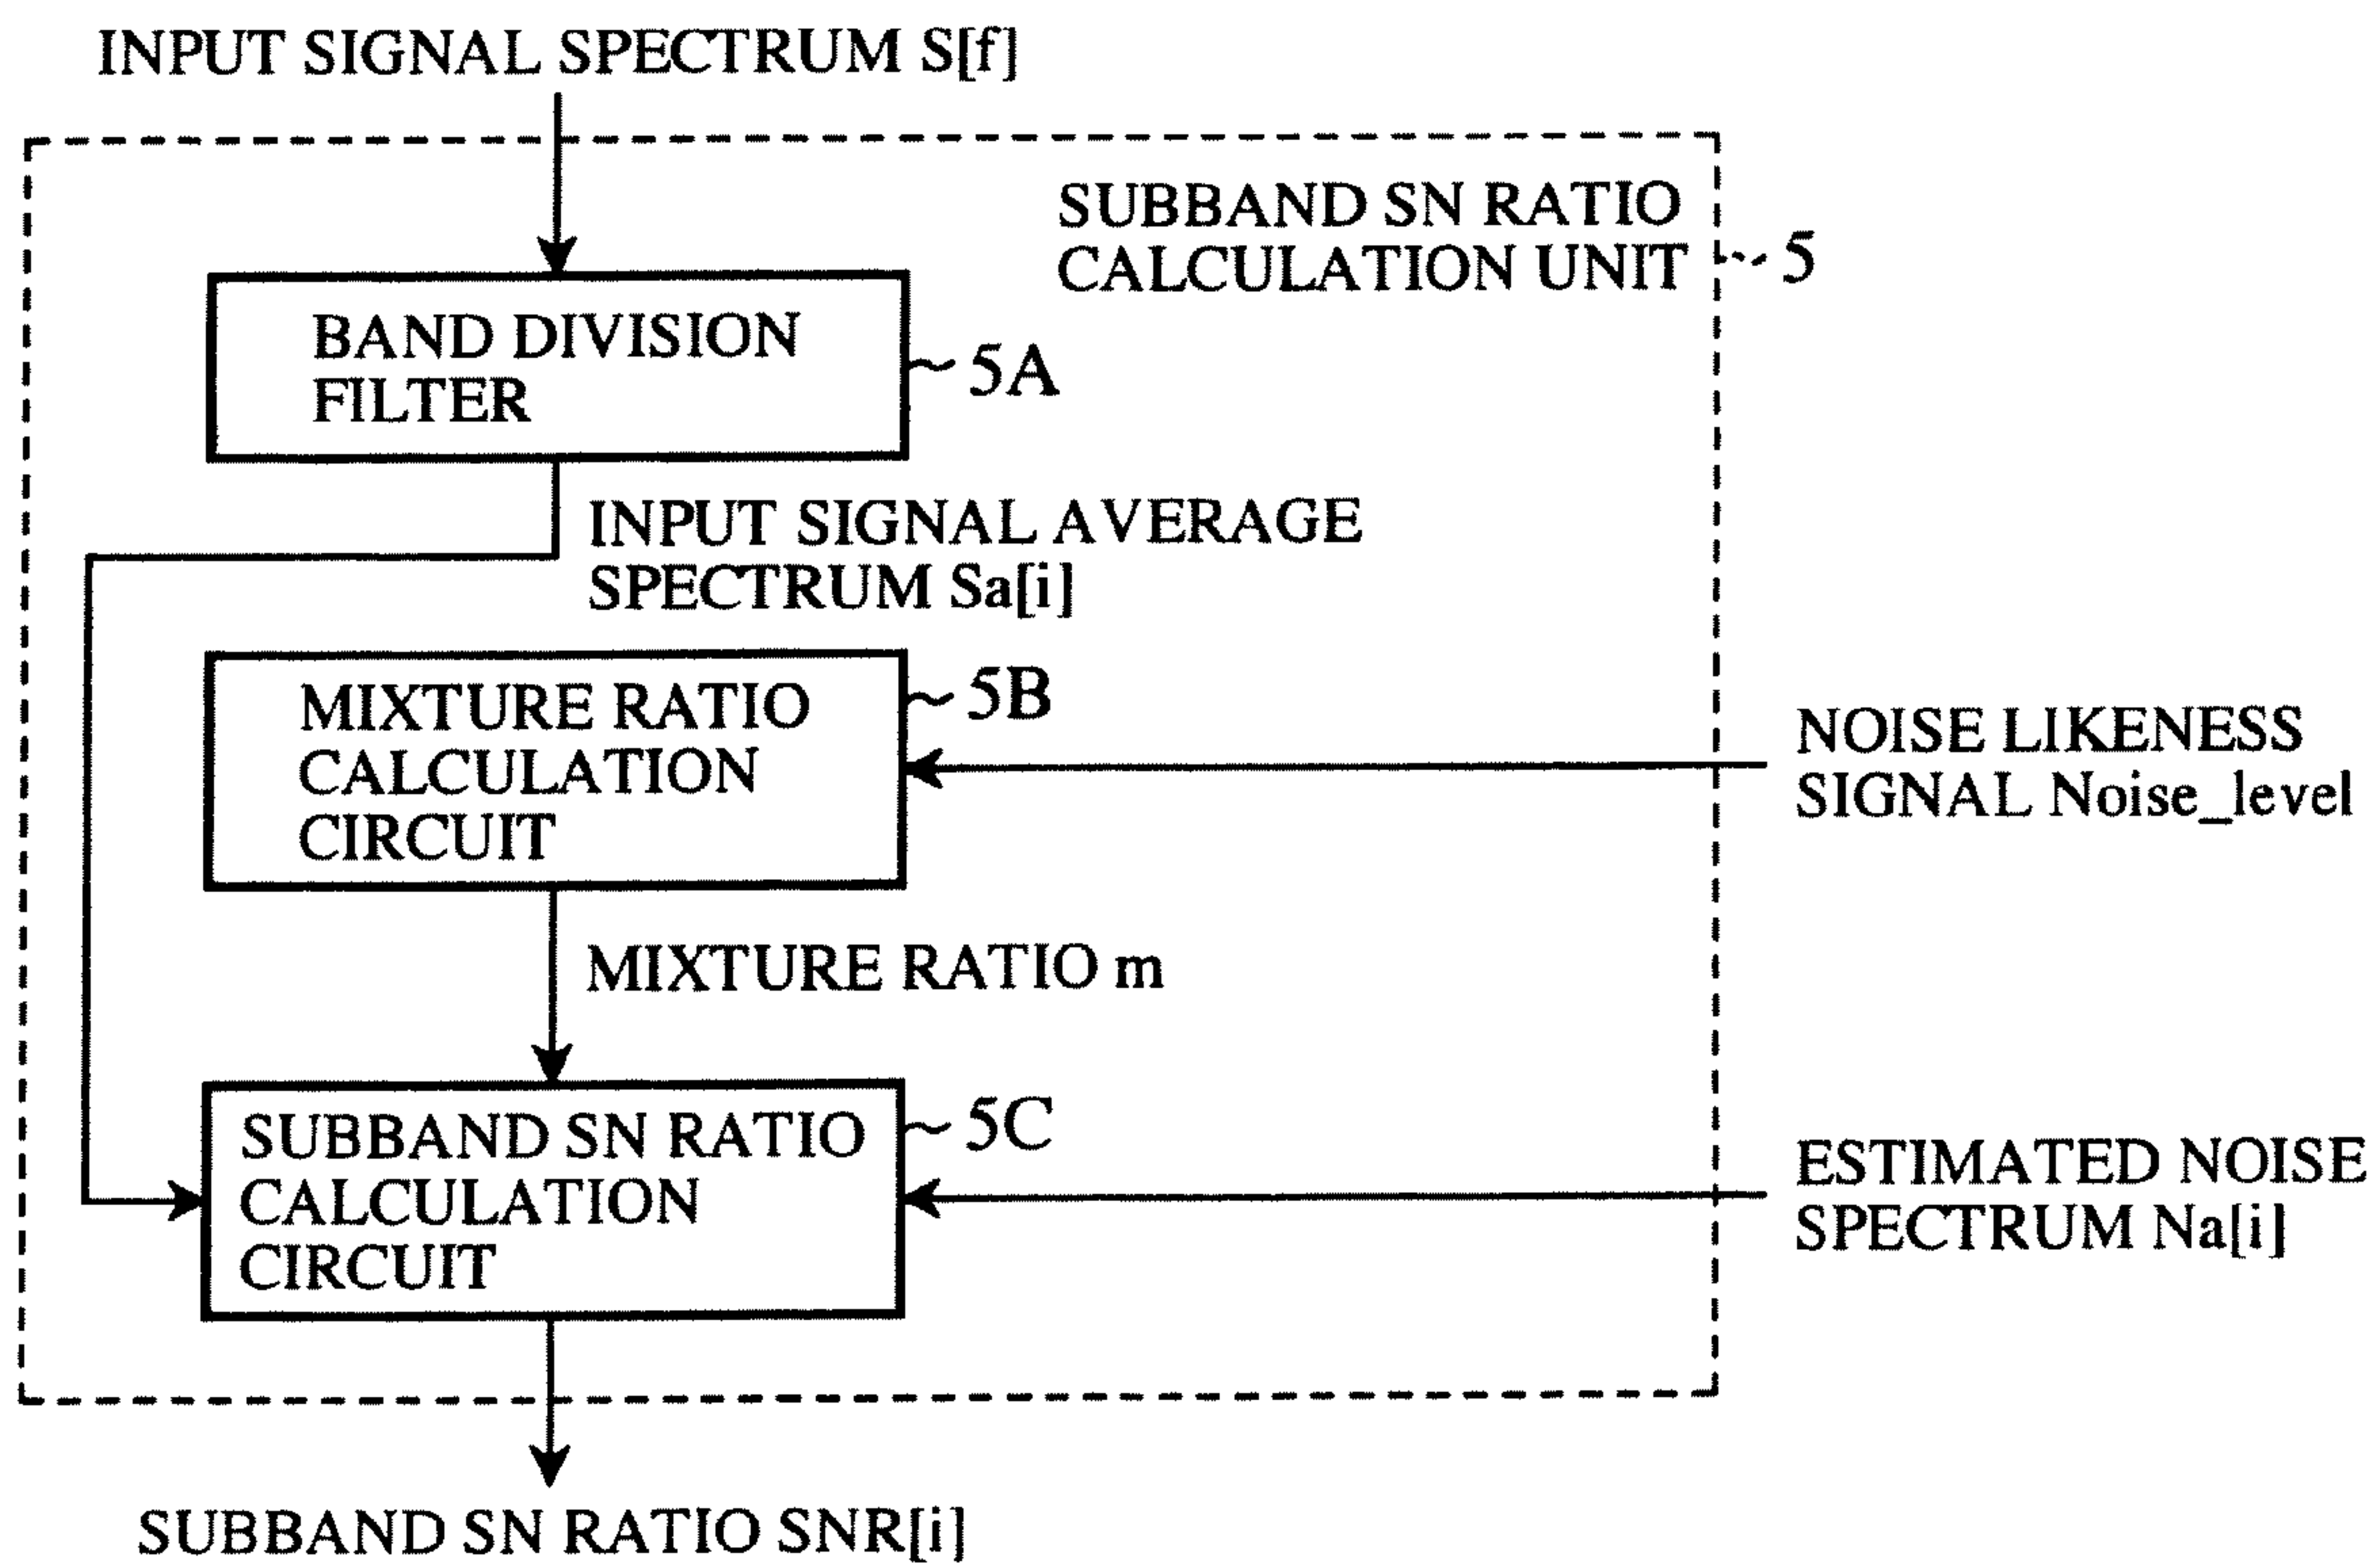 INPUT SIGNAL SPECTRUM S[f]
SUBBAND SN RATIO
CALCULATION UNIT
5
BAND DIVISION
FILTER
5A
INPUT SIGNAL AVERAGE
SPECTRUM Sa[i]
MIXTURE RATIO
CALCULATION
CIRCUIT
5B
NOISE LIKENESS
SIGNAL Noise_level
MIXTURE RATIO m
SUBBAND SN RATIO
CALCULATION
CIRCUIT
5C
ESTIMATED NOISE
SPECTRUM Na[i]
SUBBAND SN RATIO SNR[i]